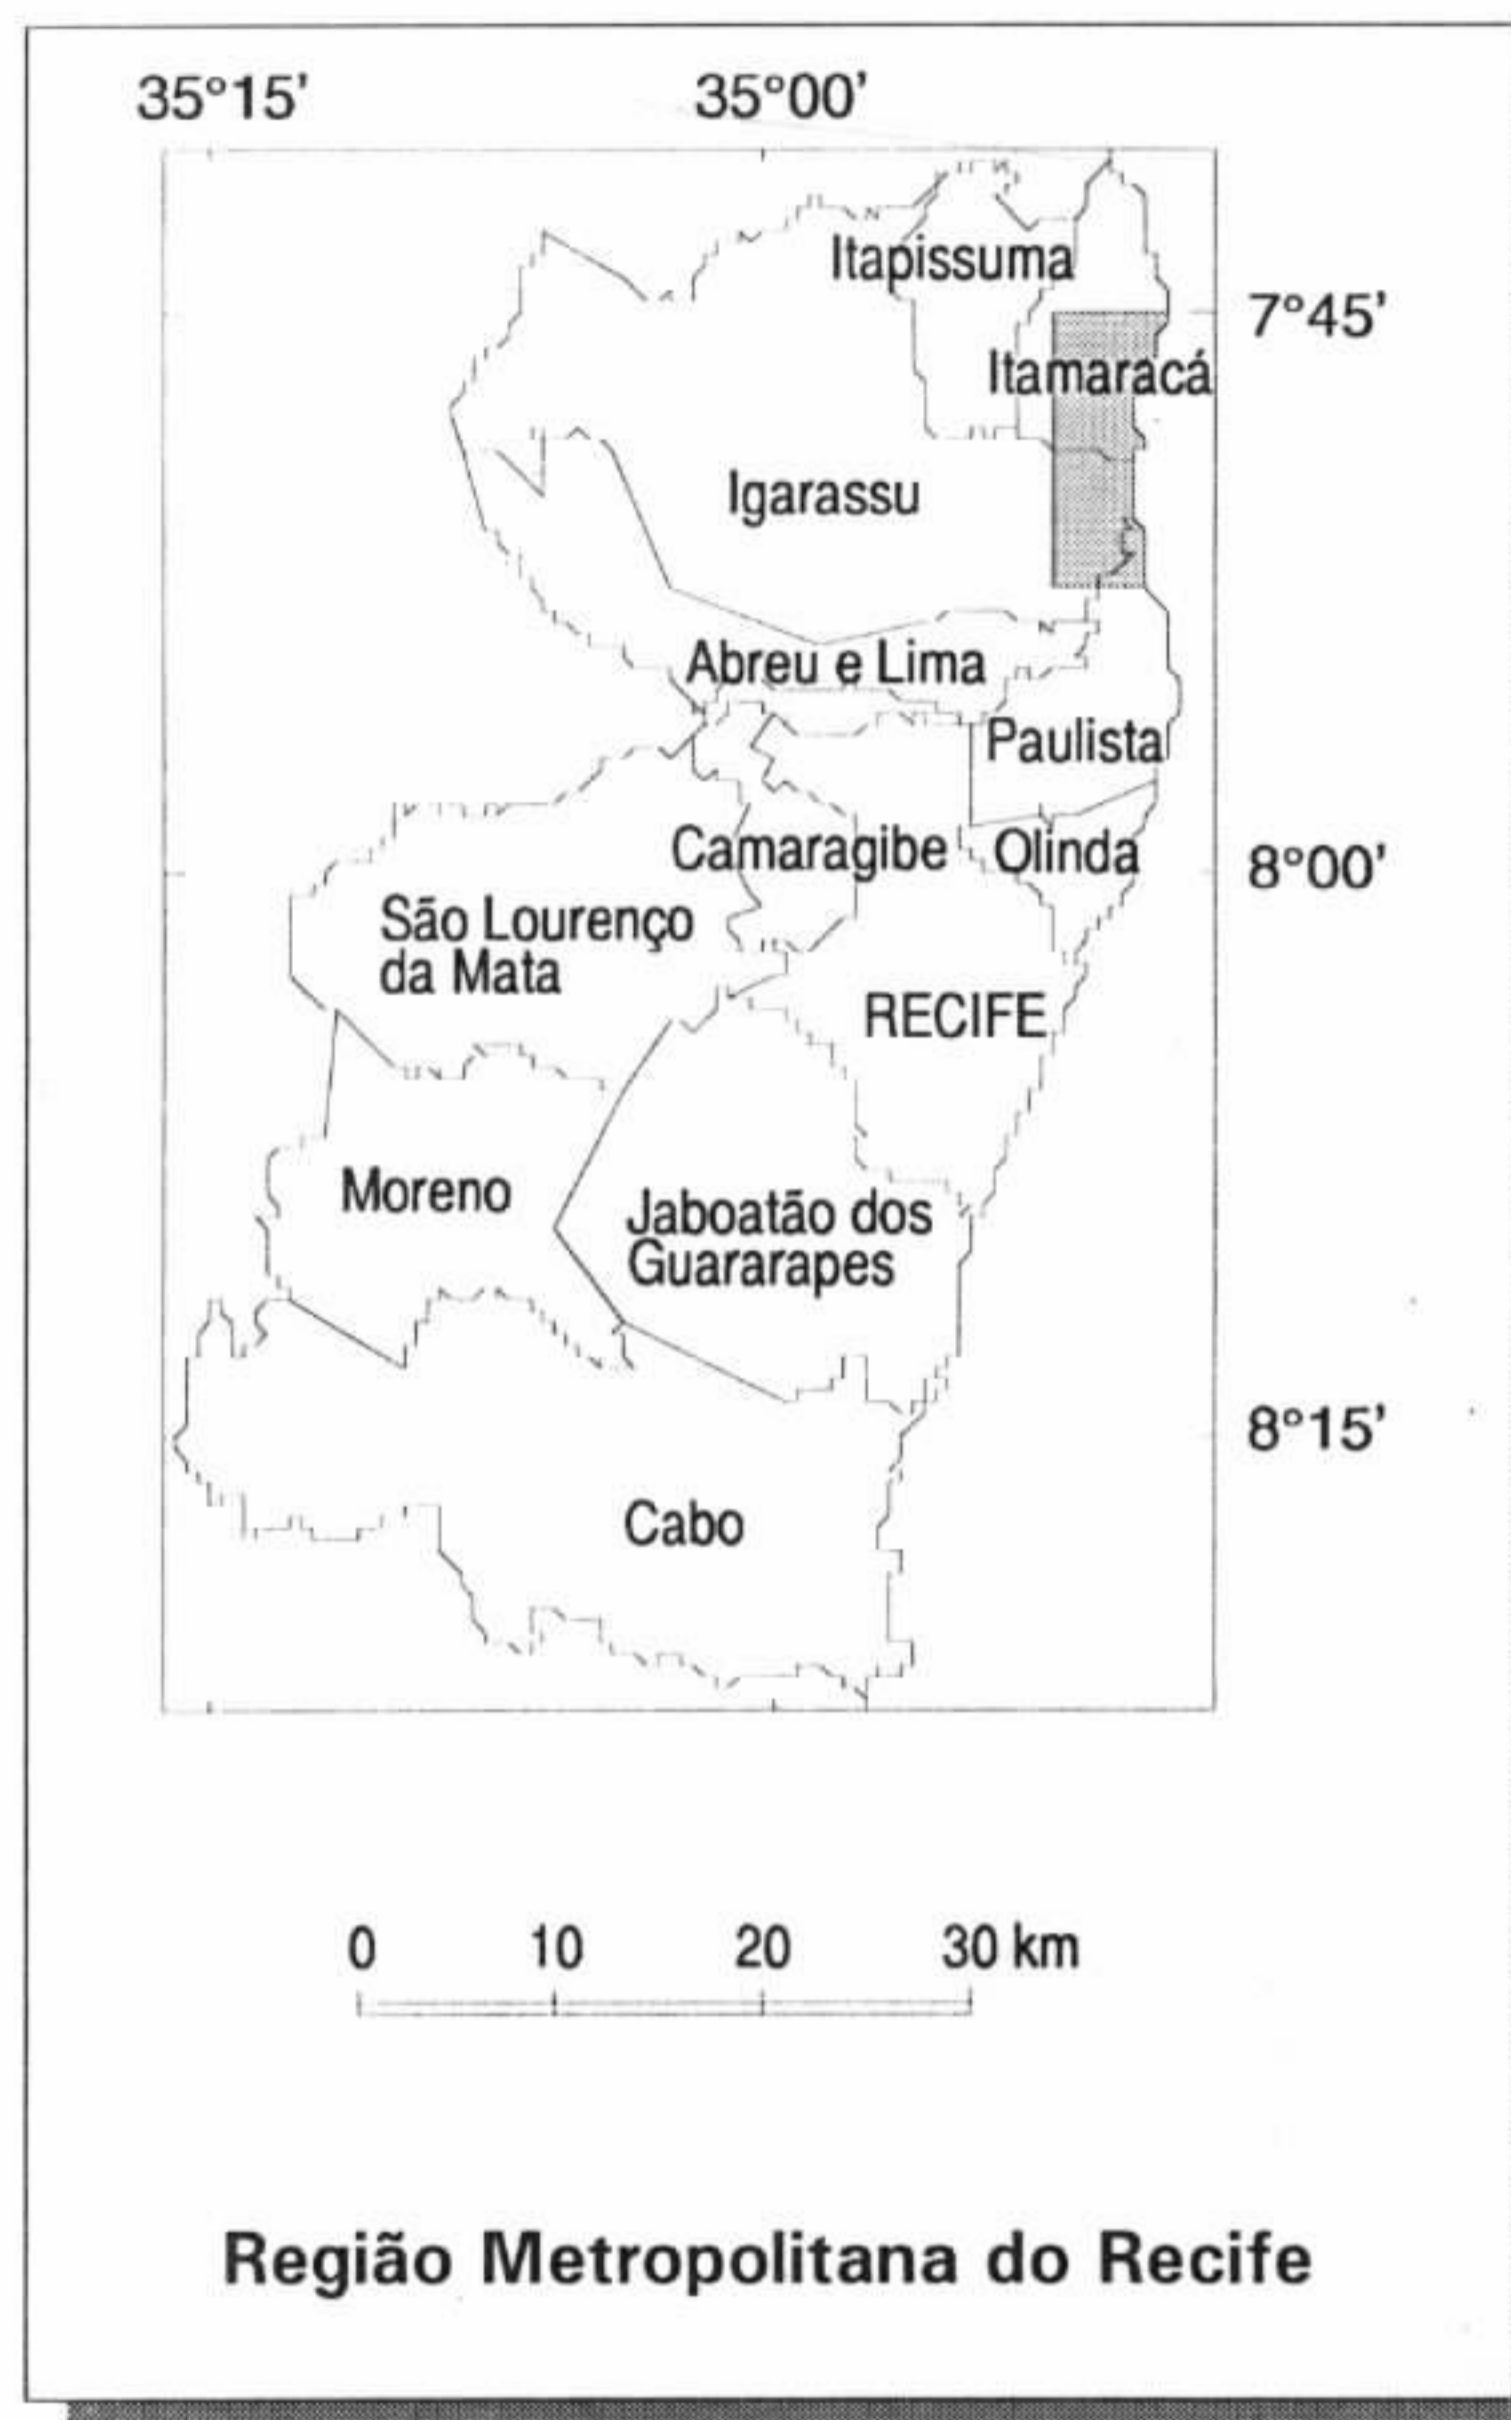 35°15' 35°00'
Itapissuma
7°45'
Itamaracá
Igarassu
Abreu e Lima
Paulista
Camaragibe
Olinda
8°00'
São Lourenço
da Mata
RECIFE
Moreno
Jaboatão dos
Guararapes
8°15'
Cabo
0 10 20 30 km
Região Metropolitana do Recife